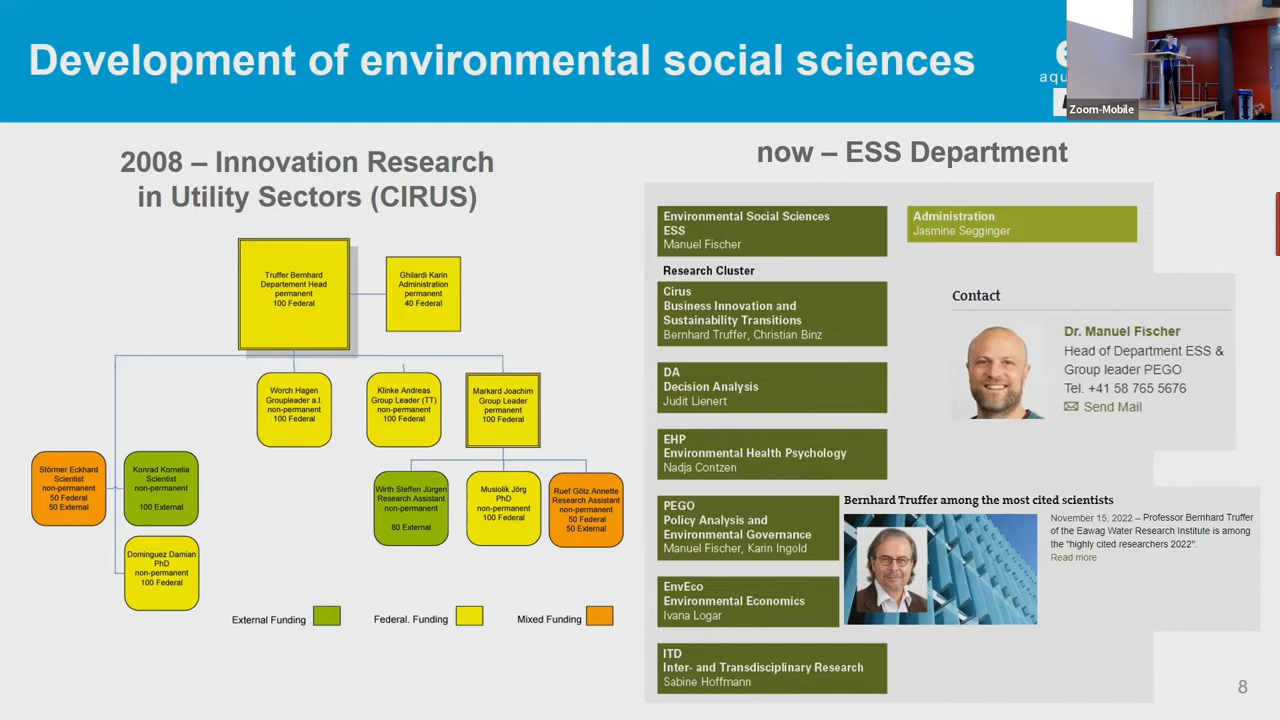 Development of environmental social sciences
aqu
Zoom-Mobile
2008 – Innovation Research
in Utility Sectors (CIRUS)
Truffer Bernhard
Departement Head
permanent
100 Federal
Ghilardi Karin
Administration
permanent
40 Federal
Worch Hagen
Groupleader a.I.
non-permanent
100 Federal
Klinke Andreas
Group Leader (TT)
non-permanent
100 Federal
Markard Joachim
Group Leader
permanent
100 Federal
Störmer Eckhard
Scientist
non-permanent
50 Federal
50 External
Konrad Kornelia
Scientist
non-permanent
100 External
Wirth Steffen Jürgen
Research Assistant
non-permanent
80 External
Musiolik Jörg
PhD
non-permanent
100 Federal
Ruef Götz Annette
Research Assistant
non-permanent
50 Federal
50 External
Dominguez Damian
PhD
non-permanent
100 Federal
External Funding
Federal. Funding
Mixed Funding
now – ESS Department
Environmental Social Sciences
ESS
Manuel Fischer
Administration
Jasmine Segginger
Research Cluster
Cirus
Business Innovation and
Sustainability Transitions
Bernhard Truffer, Christian Binz
DA
Decision Analysis
Judit Lienert
EHP
Environmental Health Psychology
Nadja Contzen
PEGO
Policy Analysis and
Environmental Governance
Manuel Fischer, Karin Ingold
EnvEco
Environmental Economics
Ivana Logar
ITD
Inter- and Transdisciplinary Research
Sabine Hoffmann
Contact
Dr. Manuel Fischer
Head of Department ESS &
Group leader PEGO
Tel. +41 58 765 5676
Send Mail
Bernhard Truffer among the most cited scientists
November 15, 2022 – Professor Bernhard Truffer
of the Eawag Water Research Institute is among
the "highly cited researchers 2022".
Read more
8